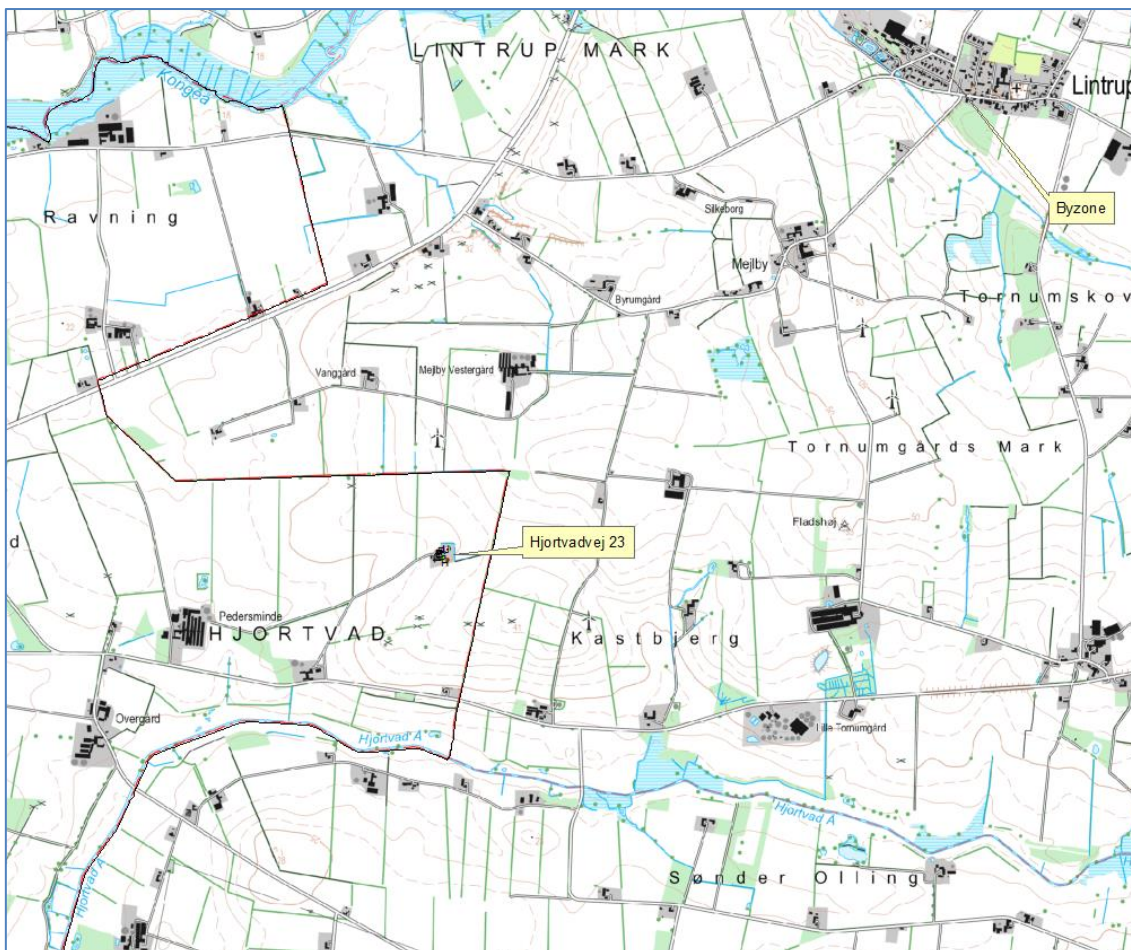 LINTRUP MARK
Lintrup
Kongeå
Byzone
Silkeborg
Ravning
Mejlby
Tornumskov
Byrumgård
Vanggård
Mejlby Vestergård
Tornumgårds Mark
Fladshøj
Hjortvadvej 23
Pedersminde
HJORTVAD
Kastbjerg
Overgård
Lille Tornumgård
Hjortvad Å
Hjortvad Å
Hjortvad Å
Sønder Olling